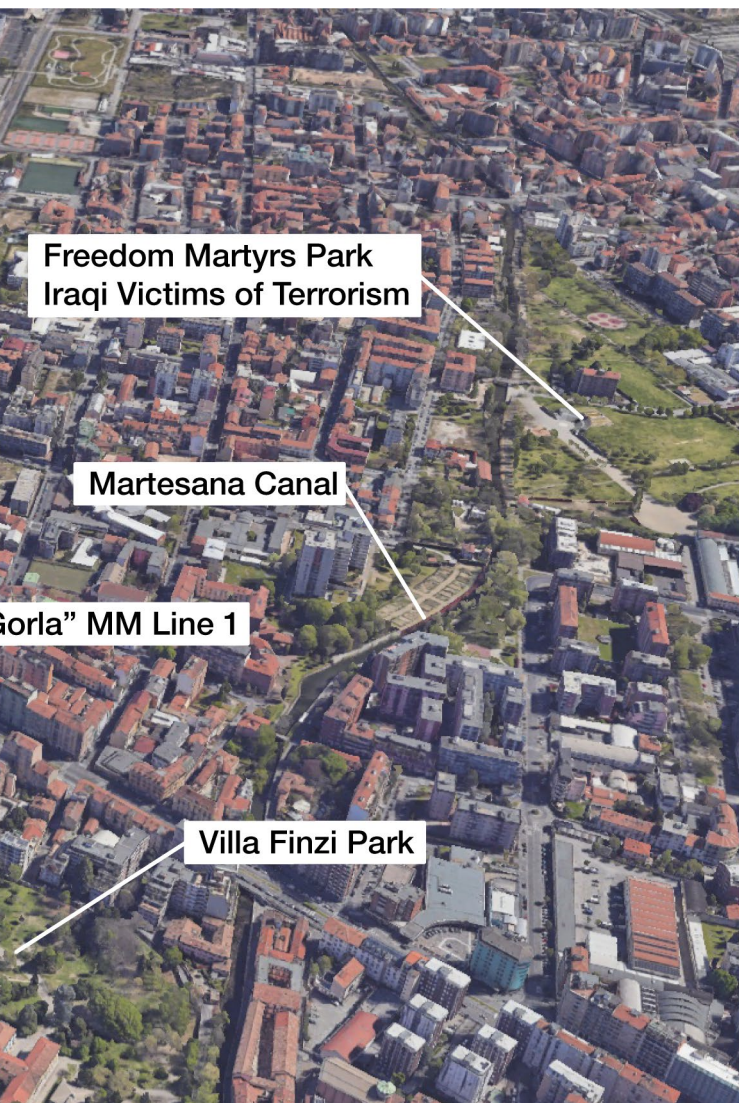 Freedom Martyrs Park
Iraqi Victims of Terrorism
Martesana Canal
Gorla” MM Line 1
Villa Finzi Park